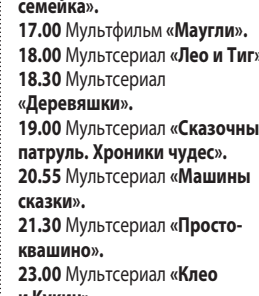 семейка».
17.00 Мультфильм «Маугли».
18.00 Мультсериал «Лео и Тиг»
18.30 Мультсериал
«Деревяшки».
19.00 Мультсериал «Сказочны
патруль. Хроники чудес».
20.55 Мультсериал «Машины
сказки».
21.30 Мультсериал «Просто-
квашино».
23.00 Мультсериал «Клео
и Кукин»